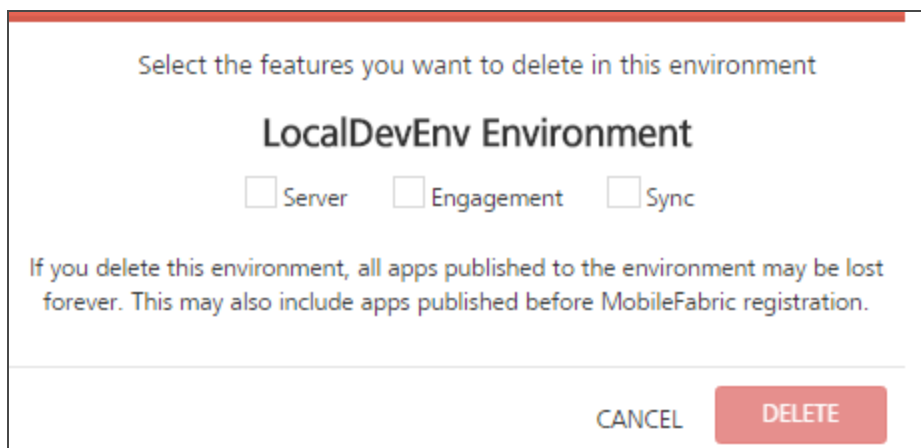 Select the features you want to delete in this environment
LocalDevEnv Environment
Server Engagement Sync
If you delete this environment, all apps published to the environment may be lost
forever. This may also include apps published before MobileFabric registration.
CANCEL DELETE